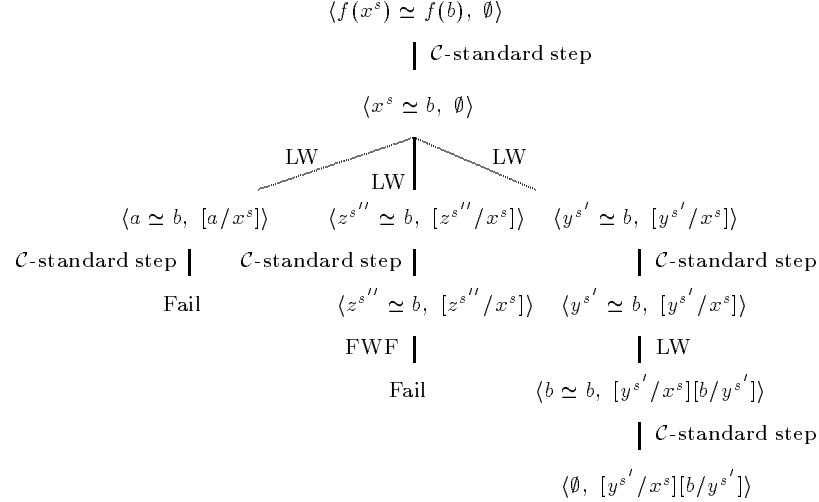 ⟨f(x^s) ≃ f(b), ∅⟩
𝒞-standard step
⟨x^s ≃ b, ∅⟩
LW LW LW
⟨a ≃ b, [a/x^s]⟩ ⟨z^{s''} ≃ b, [z^{s''}/x^s]⟩ ⟨y^{s'} ≃ b, [y^{s'}/x^s]⟩
𝒞-standard step 𝒞-standard step 𝒞-standard step
Fail ⟨z^{s''} ≃ b, [z^{s''}/x^s]⟩ ⟨y^{s'} ≃ b, [y^{s'}/x^s]⟩
FWF LW
Fail ⟨b ≃ b, [y^{s'}/x^s][b/y^{s'}]⟩
𝒞-standard step
⟨∅, [y^{s'}/x^s][b/y^{s'}]⟩